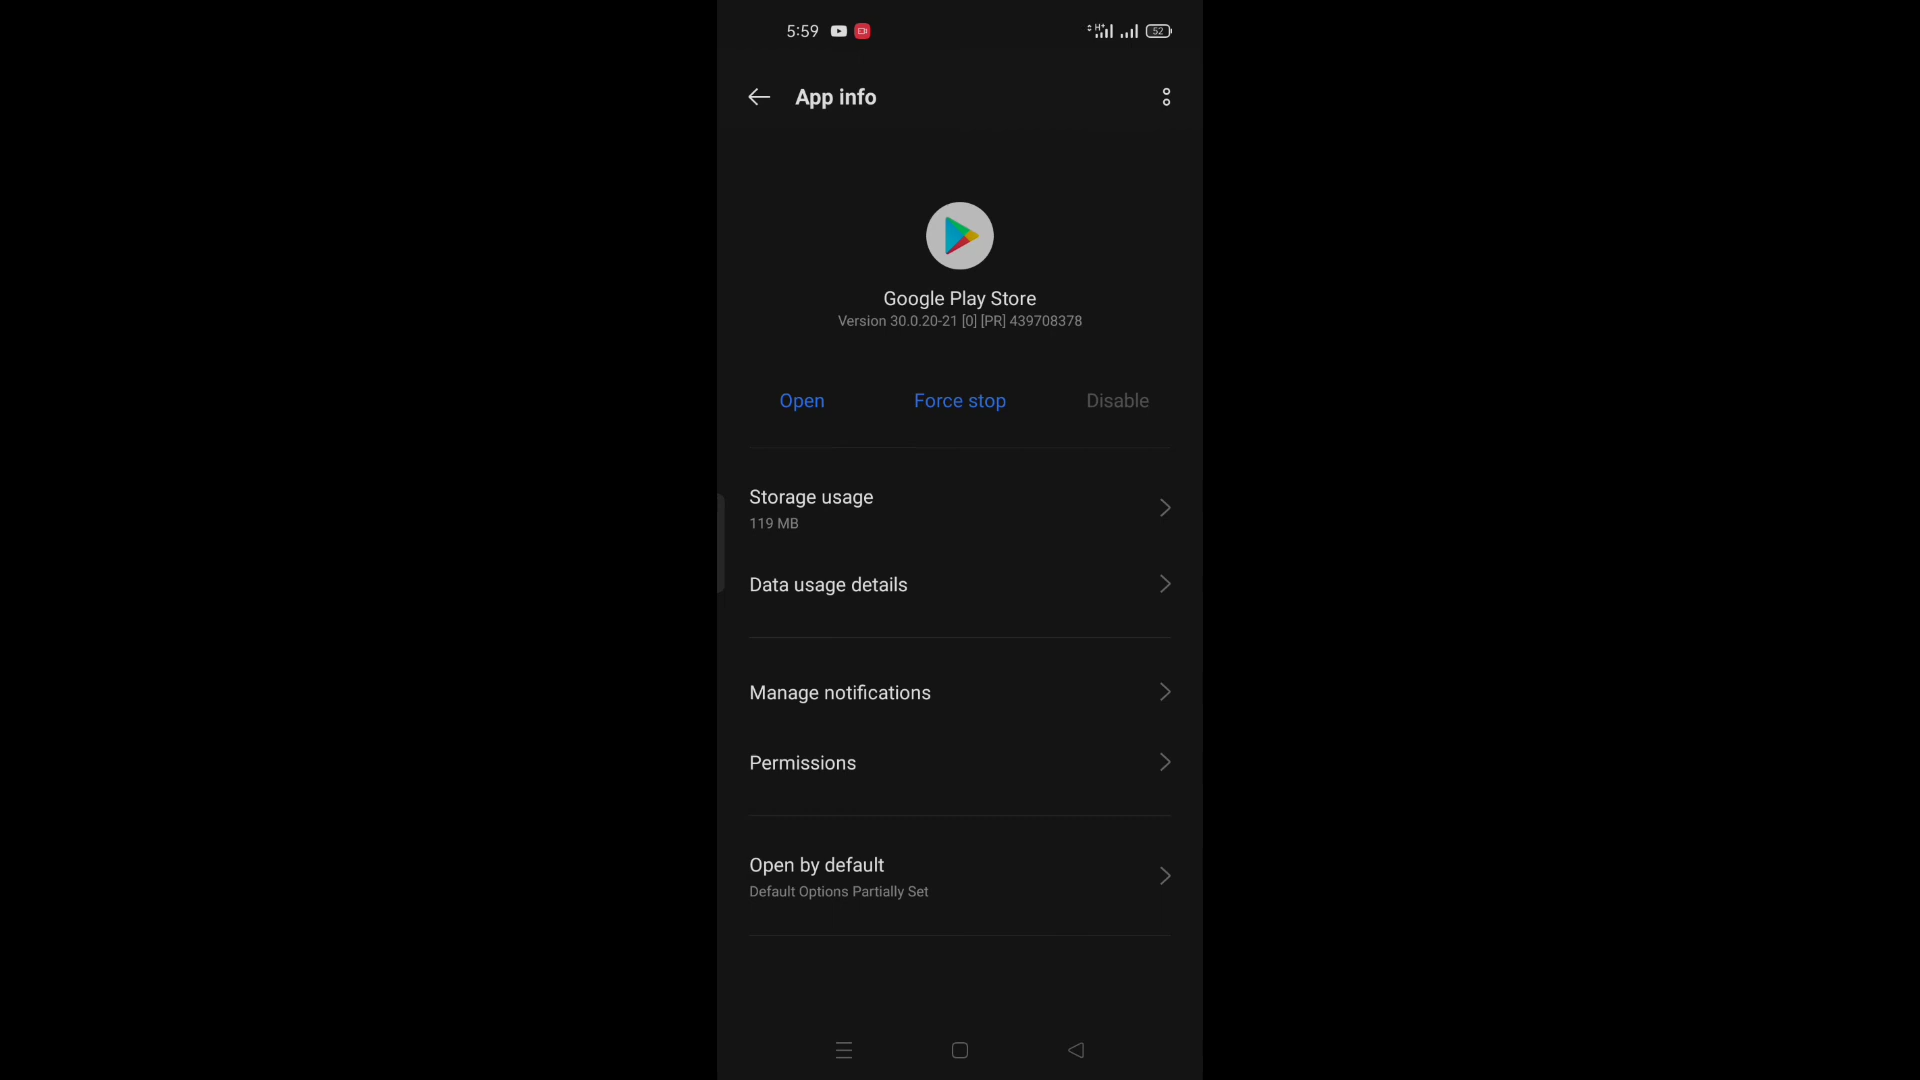 5:59 H+ 52
App info
Google Play Store
Version 30.0.20-21 [0] [PR] 439708378
Open Force stop Disable
Storage usage
119 MB
Data usage details
Manage notifications
Permissions
Open by default
Default Options Partially Set